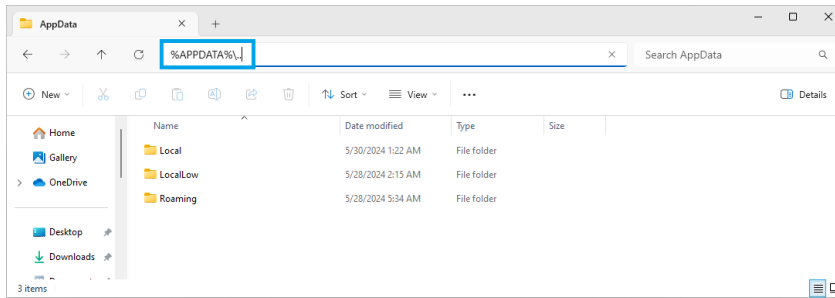 AppData
%APPDATA%\..
Search AppData
New
Sort
View
Details
Name Date modified Type Size
Home
Gallery
OneDrive
Desktop
Downloads
Local 5/30/2024 1:22 AM File folder
LocalLow 5/28/2024 2:15 AM File folder
Roaming 5/28/2024 5:34 AM File folder
3 items